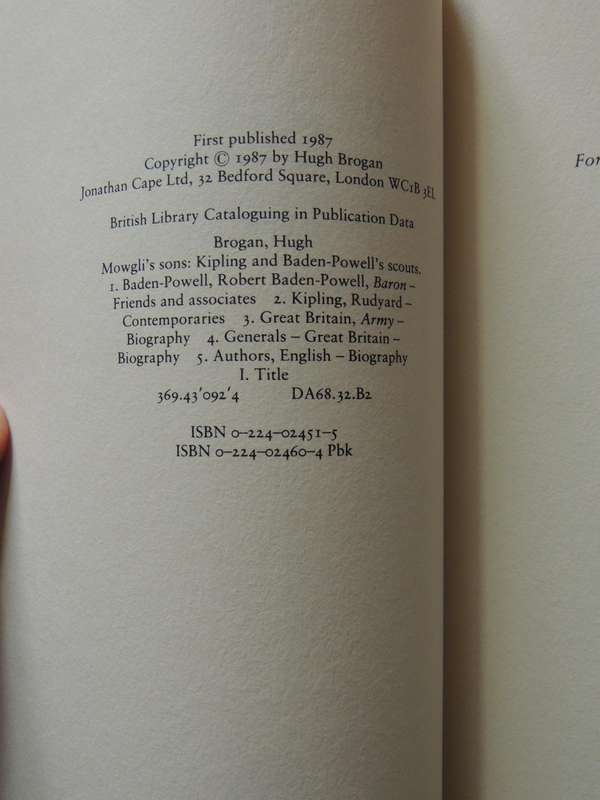 First published 1987
Copyright © 1987 by Hugh Brogan
Jonathan Cape Ltd, 32 Bedford Square, London WC1B 3EL
British Library Cataloguing in Publication Data
Brogan, Hugh
Mowgli's sons: Kipling and Baden-Powell's scouts.
1. Baden-Powell, Robert Baden-Powell, Baron –
Friends and associates 2. Kipling, Rudyard –
Contemporaries 3. Great Britain, Army –
Biography 4. Generals – Great Britain –
Biography 5. Authors, English – Biography
I. Title
369.43′092′4 DA68.32.B2
ISBN 0–224–02451–5
ISBN 0–224–02460–4 Pbk